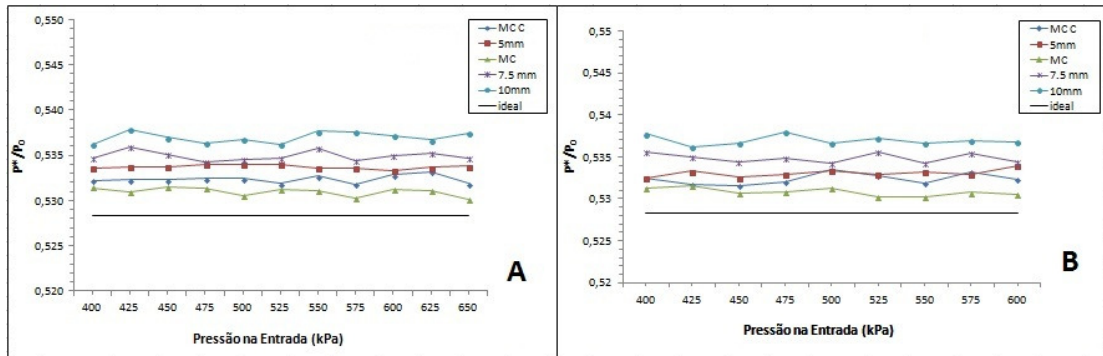 0,550
0,545
0,540
0,535
0,530
0,525
0,520
P*/P₀
400 425 450 475 500 525 550 575 600 625 650
Pressão na Entrada (kPa)
MC C
5mm
MC
7.5 mm
10mm
ideal
A
0,55
0,545
0,54
0,535
0,53
0,525
0,52
P*/P₀
400 425 450 475 500 525 550 575 600
Pressão na Entrada (kPa)
MC C
5mm
MC
7.5 mm
10mm
ideal
B